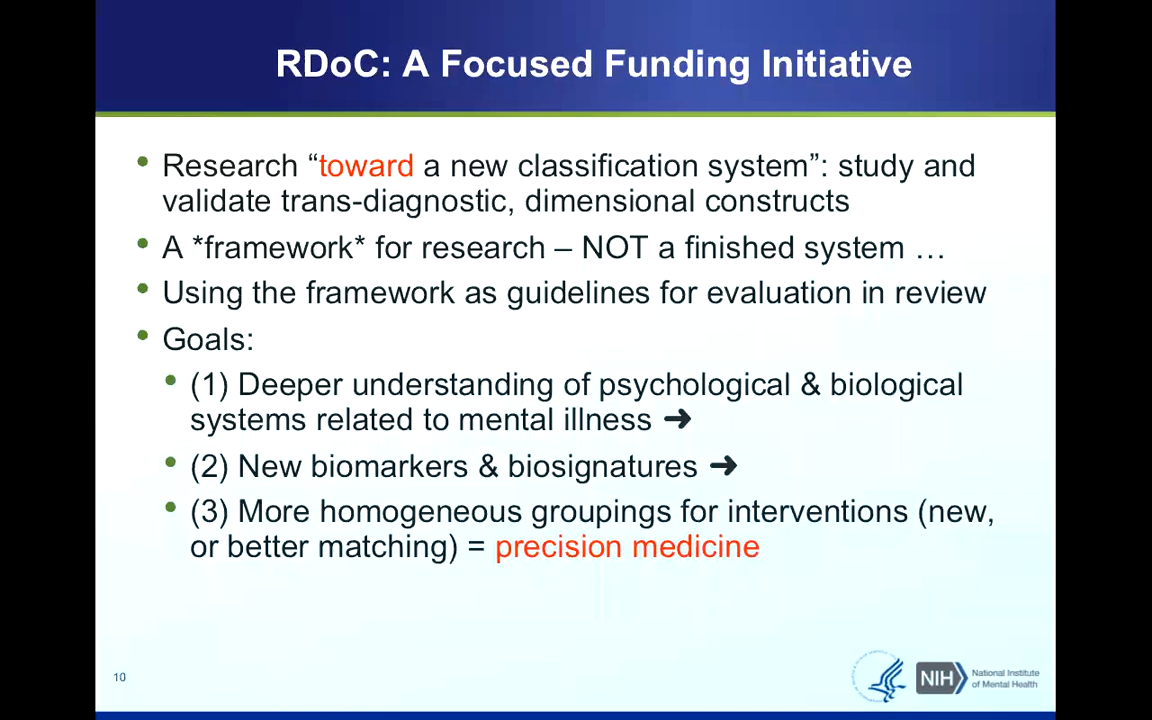 RDoC: A Focused Funding Initiative
• Research “toward a new classification system”: study and
validate trans-diagnostic, dimensional constructs
• A *framework* for research – NOT a finished system …
• Using the framework as guidelines for evaluation in review
• Goals:
• (1) Deeper understanding of psychological & biological
systems related to mental illness ➜
• (2) New biomarkers & biosignatures ➜
• (3) More homogeneous groupings for interventions (new,
or better matching) = precision medicine
10
NIH
National Institute
of Mental Health